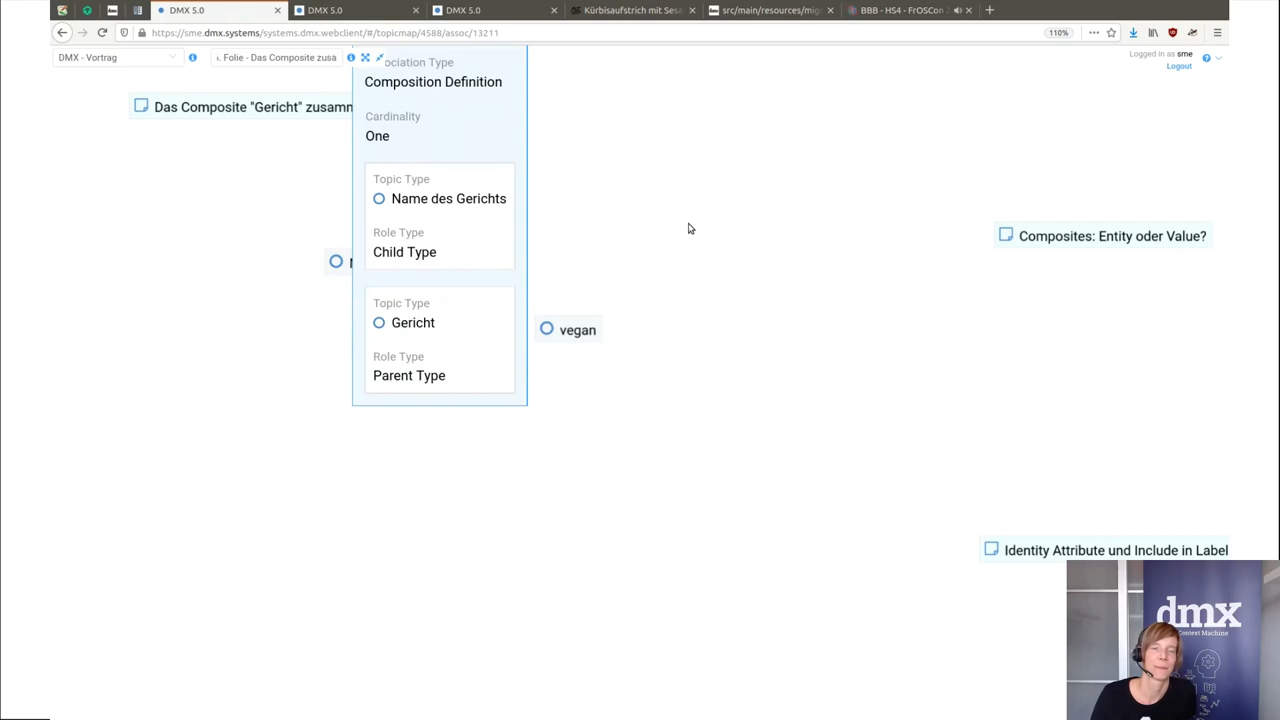 DMX 5.0
DMX 5.0
DMX 5.0
Kürbisaufstrich mit Sesa
src/main/resources/mig
BBB - HS4 - FrOSCon
https://sme.dmx.systems/systems.dmx.webclient/#/topicmap/4588/assoc/13211
110%
DMX - Vortrag
. Folie - Das Composite zusa
Logged in as sme
Logout
ociation Type
Composition Definition
Das Composite "Gericht" zusamm
Cardinality
One
Topic Type
Name des Gerichts
Role Type
Child Type
Composites: Entity oder Value?
Topic Type
Gericht
vegan
Role Type
Parent Type
Identity Attribute und Include in Label
dmx
Context Machine